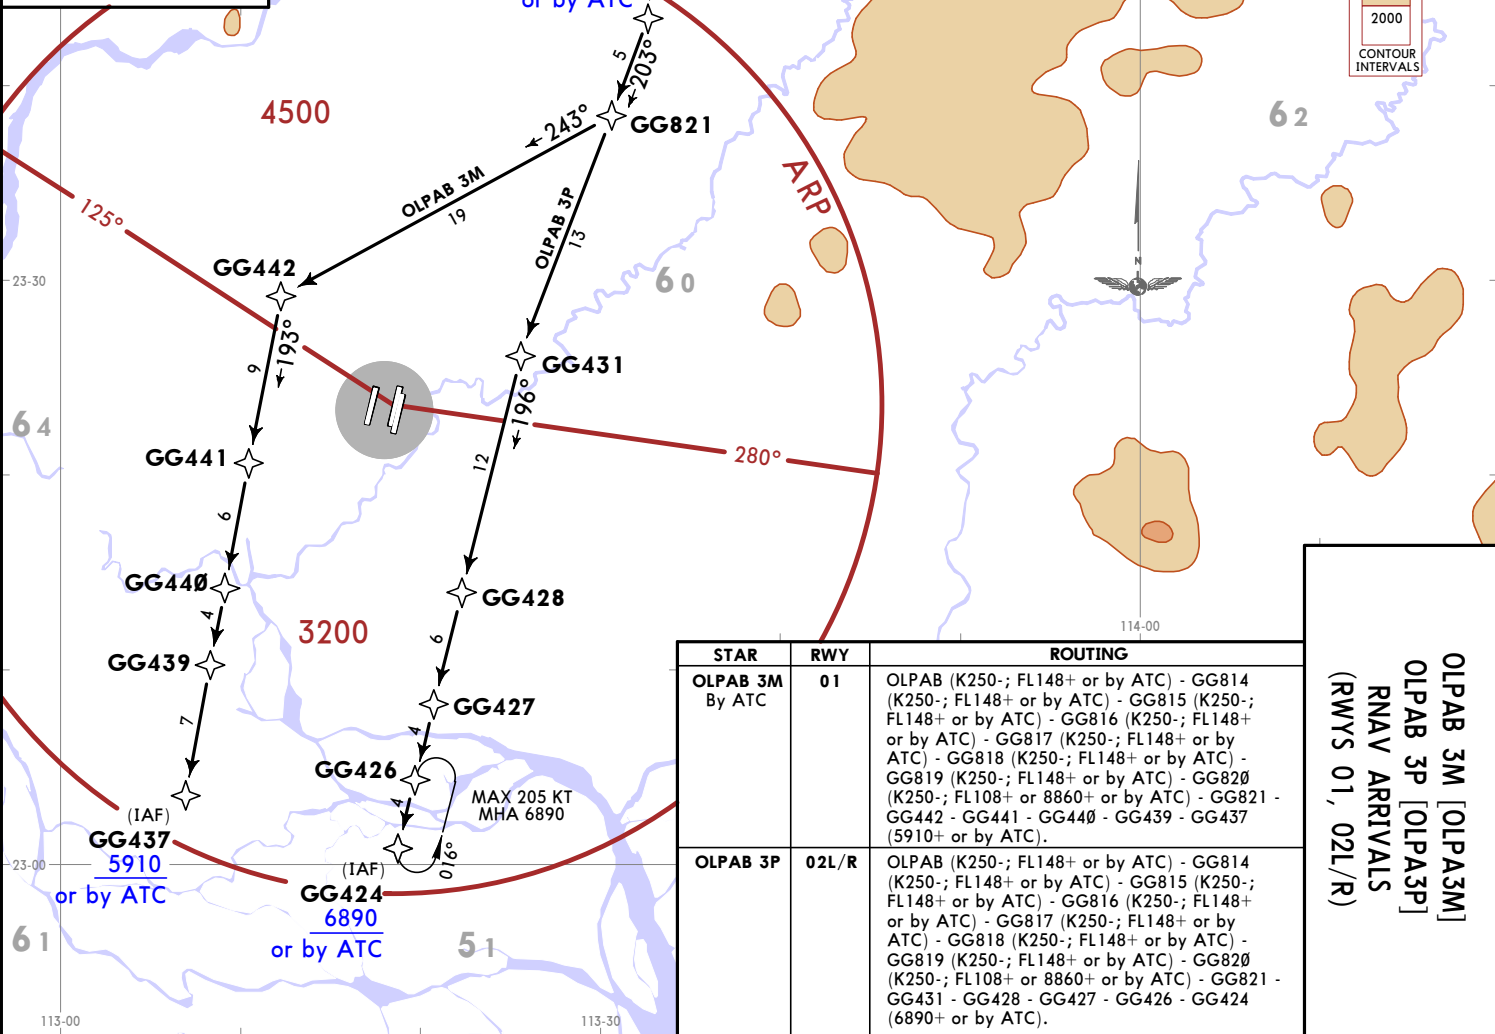 or by ATC
2000
CONTOUR
INTERVALS
4500
5
203°
243°
GG821
62
ARP
OLPAB 3M
19
OLPAB 3P
13
125°
GG442
23-30
60
N
193°
9
GG431
196°
64
GG441
12
280°
6
GG440
GG428
4
3200
6
114-00
GG439
GG427
7
4
GG426
MAX 205 KT
MHA 6890
4
016°
(IAF)
GG437
5910
or by ATC
23-00
(IAF)
GG424
6890
or by ATC
61
51
113-00
113-30
STAR RWY ROUTING
OLPAB 3M
By ATC
01
OLPAB (K250-; FL148+ or by ATC) - GG814
(K250-; FL148+ or by ATC) - GG815 (K250-;
FL148+ or by ATC) - GG816 (K250-; FL148+
or by ATC) - GG817 (K250-; FL148+ or by
ATC) - GG818 (K250-; FL148+ or by ATC) -
GG819 (K250-; FL148+ or by ATC) - GG820
(K250-; FL108+ or 8860+ or by ATC) - GG821 -
GG442 - GG441 - GG440 - GG439 - GG437
(5910+ or by ATC).
OLPAB 3P
02L/R
OLPAB (K250-; FL148+ or by ATC) - GG814
(K250-; FL148+ or by ATC) - GG815 (K250-;
FL148+ or by ATC) - GG816 (K250-; FL148+
or by ATC) - GG817 (K250-; FL148+ or by
ATC) - GG818 (K250-; FL148+ or by ATC) -
GG819 (K250-; FL148+ or by ATC) - GG820
(K250-; FL108+ or 8860+ or by ATC) - GG821 -
GG431 - GG428 - GG427 - GG426 - GG424
(6890+ or by ATC).
OLPAB 3M [OLPA3M]
OLPAB 3P [OLPA3P]
RNAV ARRIVALS
(RWYS 01, 02L/R)